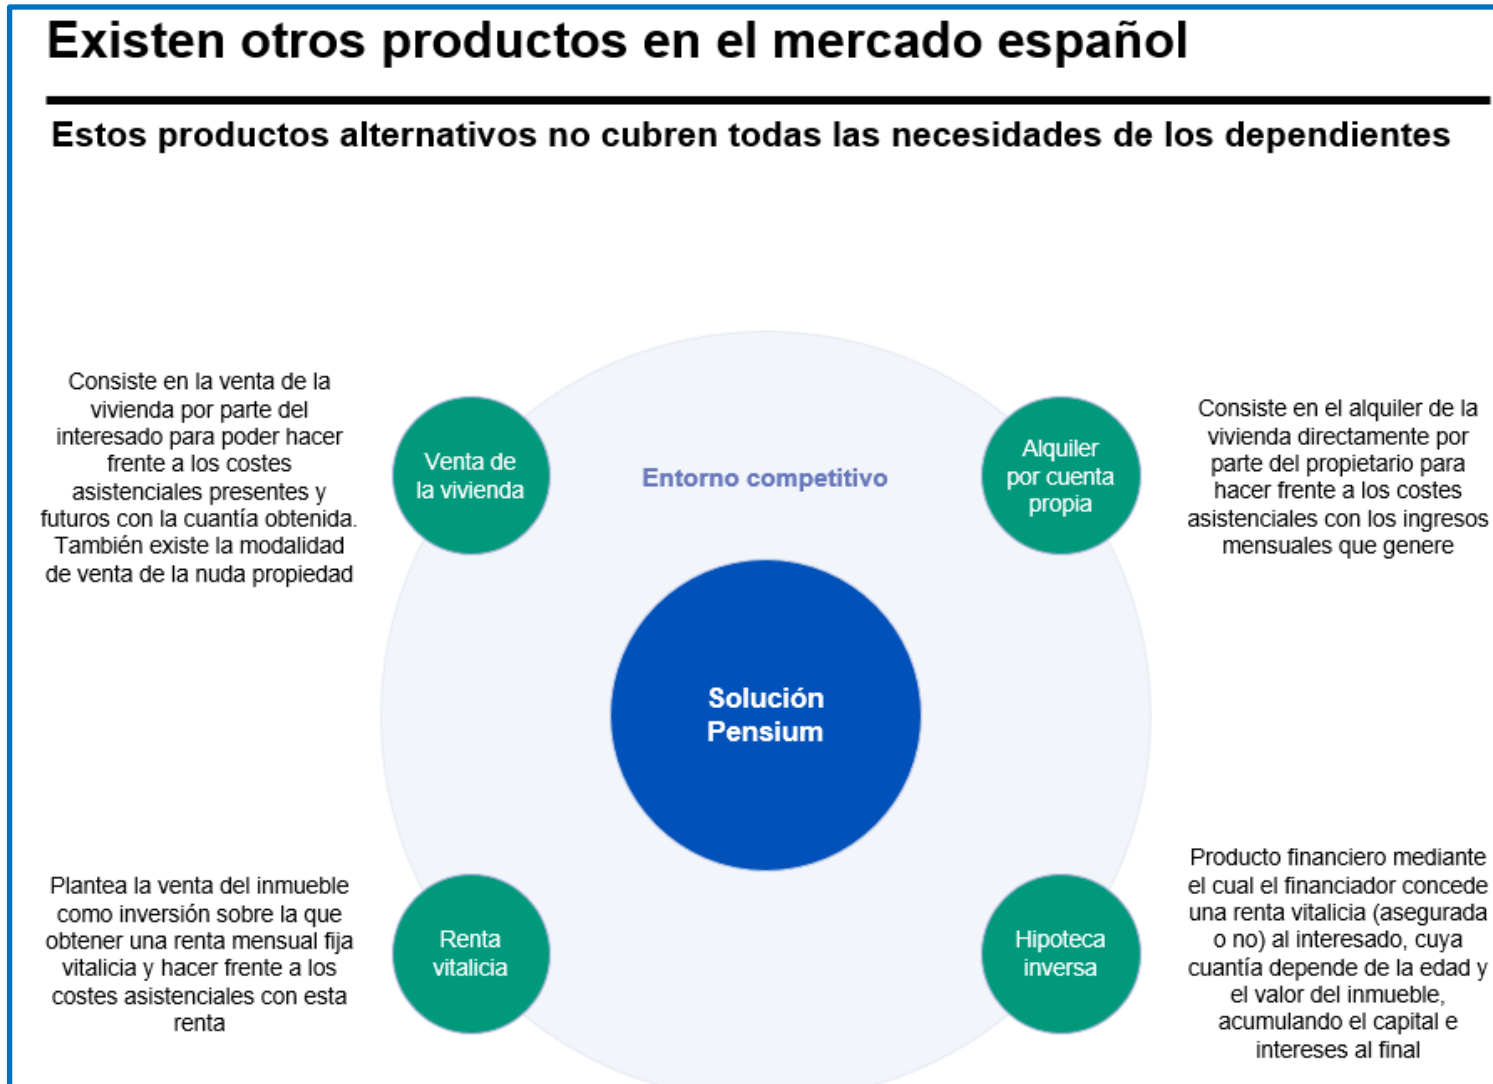 Existen otros productos en el mercado español
Estos productos alternativos no cubren todas las necesidades de los dependientes
Consiste en la venta de la
vivienda por parte del
interesado para poder hacer
frente a los costes
asistenciales presentes y
futuros con la cuantía obtenida.
También existe la modalidad
de venta de la nuda propiedad
Venta de
la vivienda
Entorno competitivo
Alquiler
por cuenta
propia
Consiste en el alquiler de la
vivienda directamente por
parte del propietario para
hacer frente a los costes
asistenciales con los ingresos
mensuales que genere
Solución
Pensium
Plantea la venta del inmueble
como inversión sobre la que
obtener una renta mensual fija
vitalicia y hacer frente a los
costes asistenciales con esta
renta
Renta
vitalicia
Hipoteca
inversa
Producto financiero mediante
el cual el financiador concede
una renta vitalicia (asegurada
o no) al interesado, cuya
cuantía depende de la edad y
el valor del inmueble,
acumulando el capital e
intereses al final